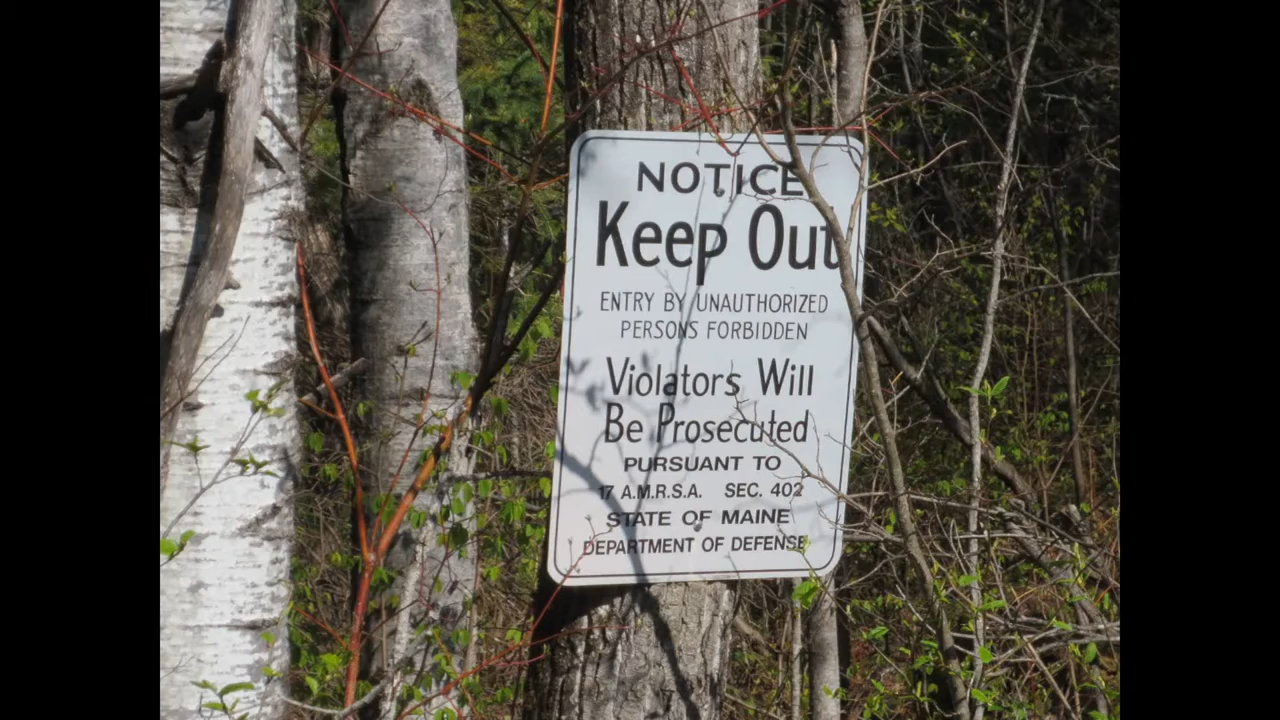 NOTICE
Keep Out
ENTRY BY UNAUTHORIZED
PERSONS FORBIDDEN
Violators Will
Be Prosecuted
PURSUANT TO
17 A.M.R.S.A. SEC. 402
STATE OF MAINE
DEPARTMENT OF DEFENSE